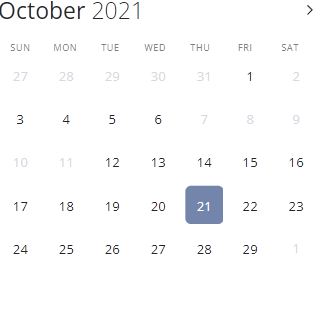 October 2021
SUN MON TUE WED THU FRI SAT
27 28 29 30 31 1 2
3 4 5 6 7 8 9
10 11 12 13 14 15 16
17 18 19 20 21 22 23
24 25 26 27 28 29 1